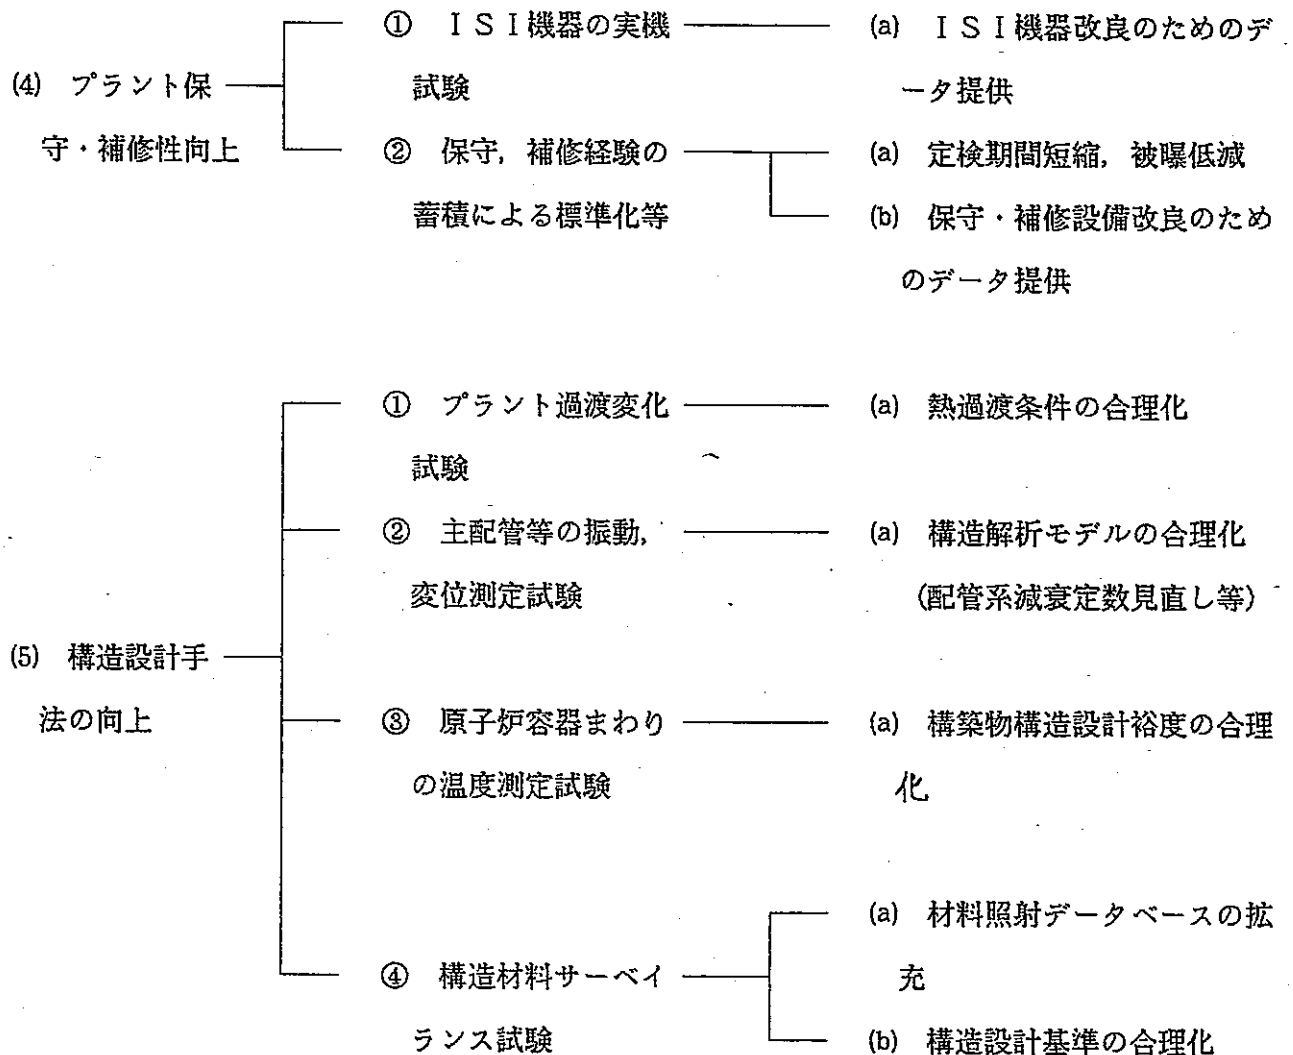 ① ＩＳＩ機器の実機
(a) ＩＳＩ機器改良のためのデ
(4) プラント保
試験
ータ提供
守・補修性向上
② 保守，補修経験の
(a) 定検期間短縮，被曝低減
蓄積による標準化等
(b) 保守・補修設備改良のため
のデータ提供
① プラント過渡変化
(a) 熱過渡条件の合理化
試験
② 主配管等の振動，
(a) 構造解析モデルの合理化
変位測定試験
（配管系減衰定数見直し等）
(5) 構造設計手
法の向上
③ 原子炉容器まわり
(a) 構築物構造設計裕度の合理
の温度測定試験
化
(a) 材料照射データベースの拡
④ 構造材料サーベイ
充
ランス試験
(b) 構造設計基準の合理化